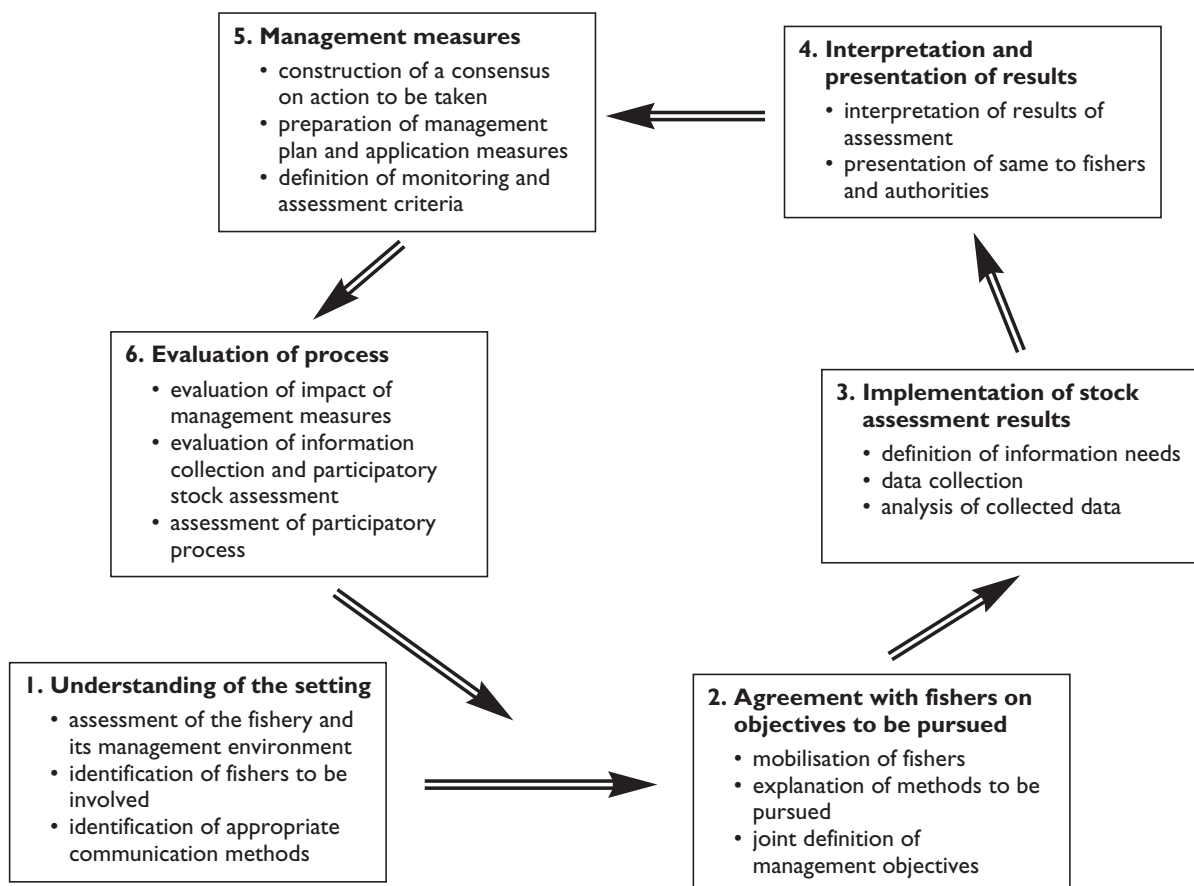 5. Management measures
• construction of a consensus
on action to be taken
• preparation of management
plan and application measures
• definition of monitoring and
assessment criteria
4. Interpretation and
presentation of results
• interpretation of results of
assessment
• presentation of same to fishers
and authorities
6. Evaluation of process
• evaluation of impact of
management measures
• evaluation of information
collection and participatory
stock assessment
• assessment of participatory
process
3. Implementation of stock
assessment results
• definition of information needs
• data collection
• analysis of collected data
1. Understanding of the setting
• assessment of the fishery and
its management environment
• identification of fishers to be
involved
• identification of appropriate
communication methods
2. Agreement with fishers on
objectives to be pursued
• mobilisation of fishers
• explanation of methods to be
pursued
• joint definition of
management objectives